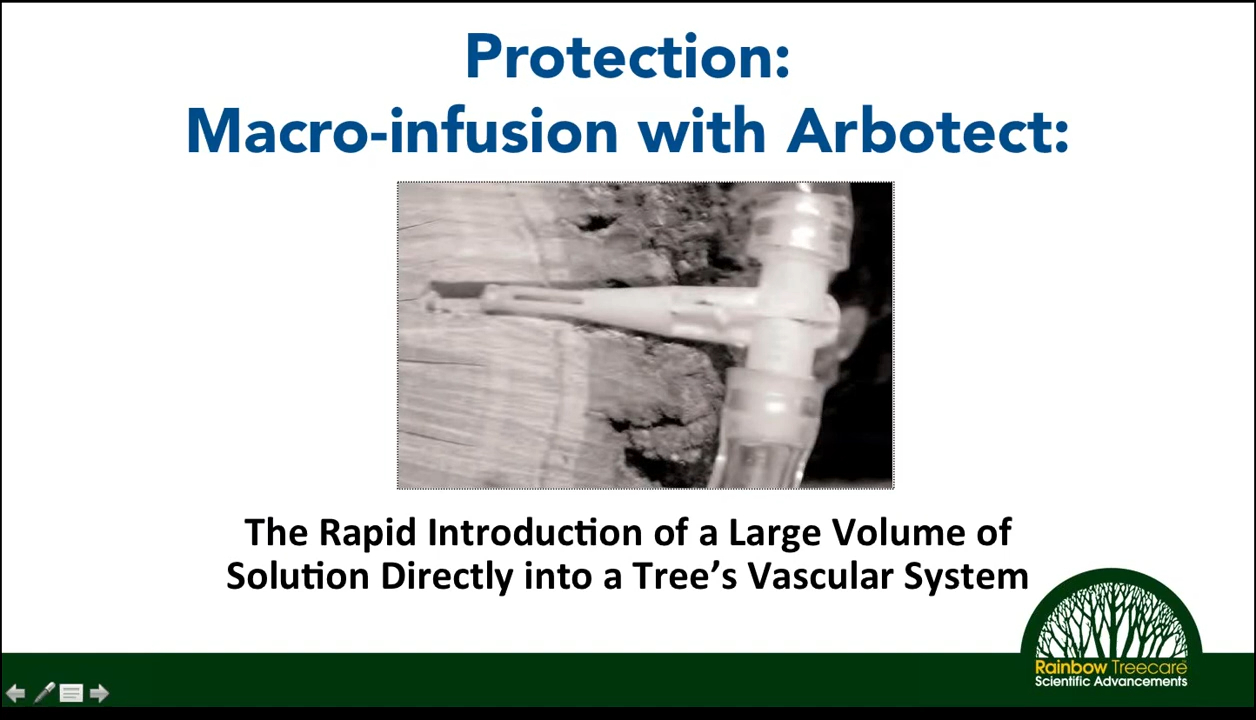 Protection:
Macro-infusion with Arbotect:
The Rapid Introduction of a Large Volume of
Solution Directly into a Tree’s Vascular System
Rainbow Treecare
Scientific Advancements